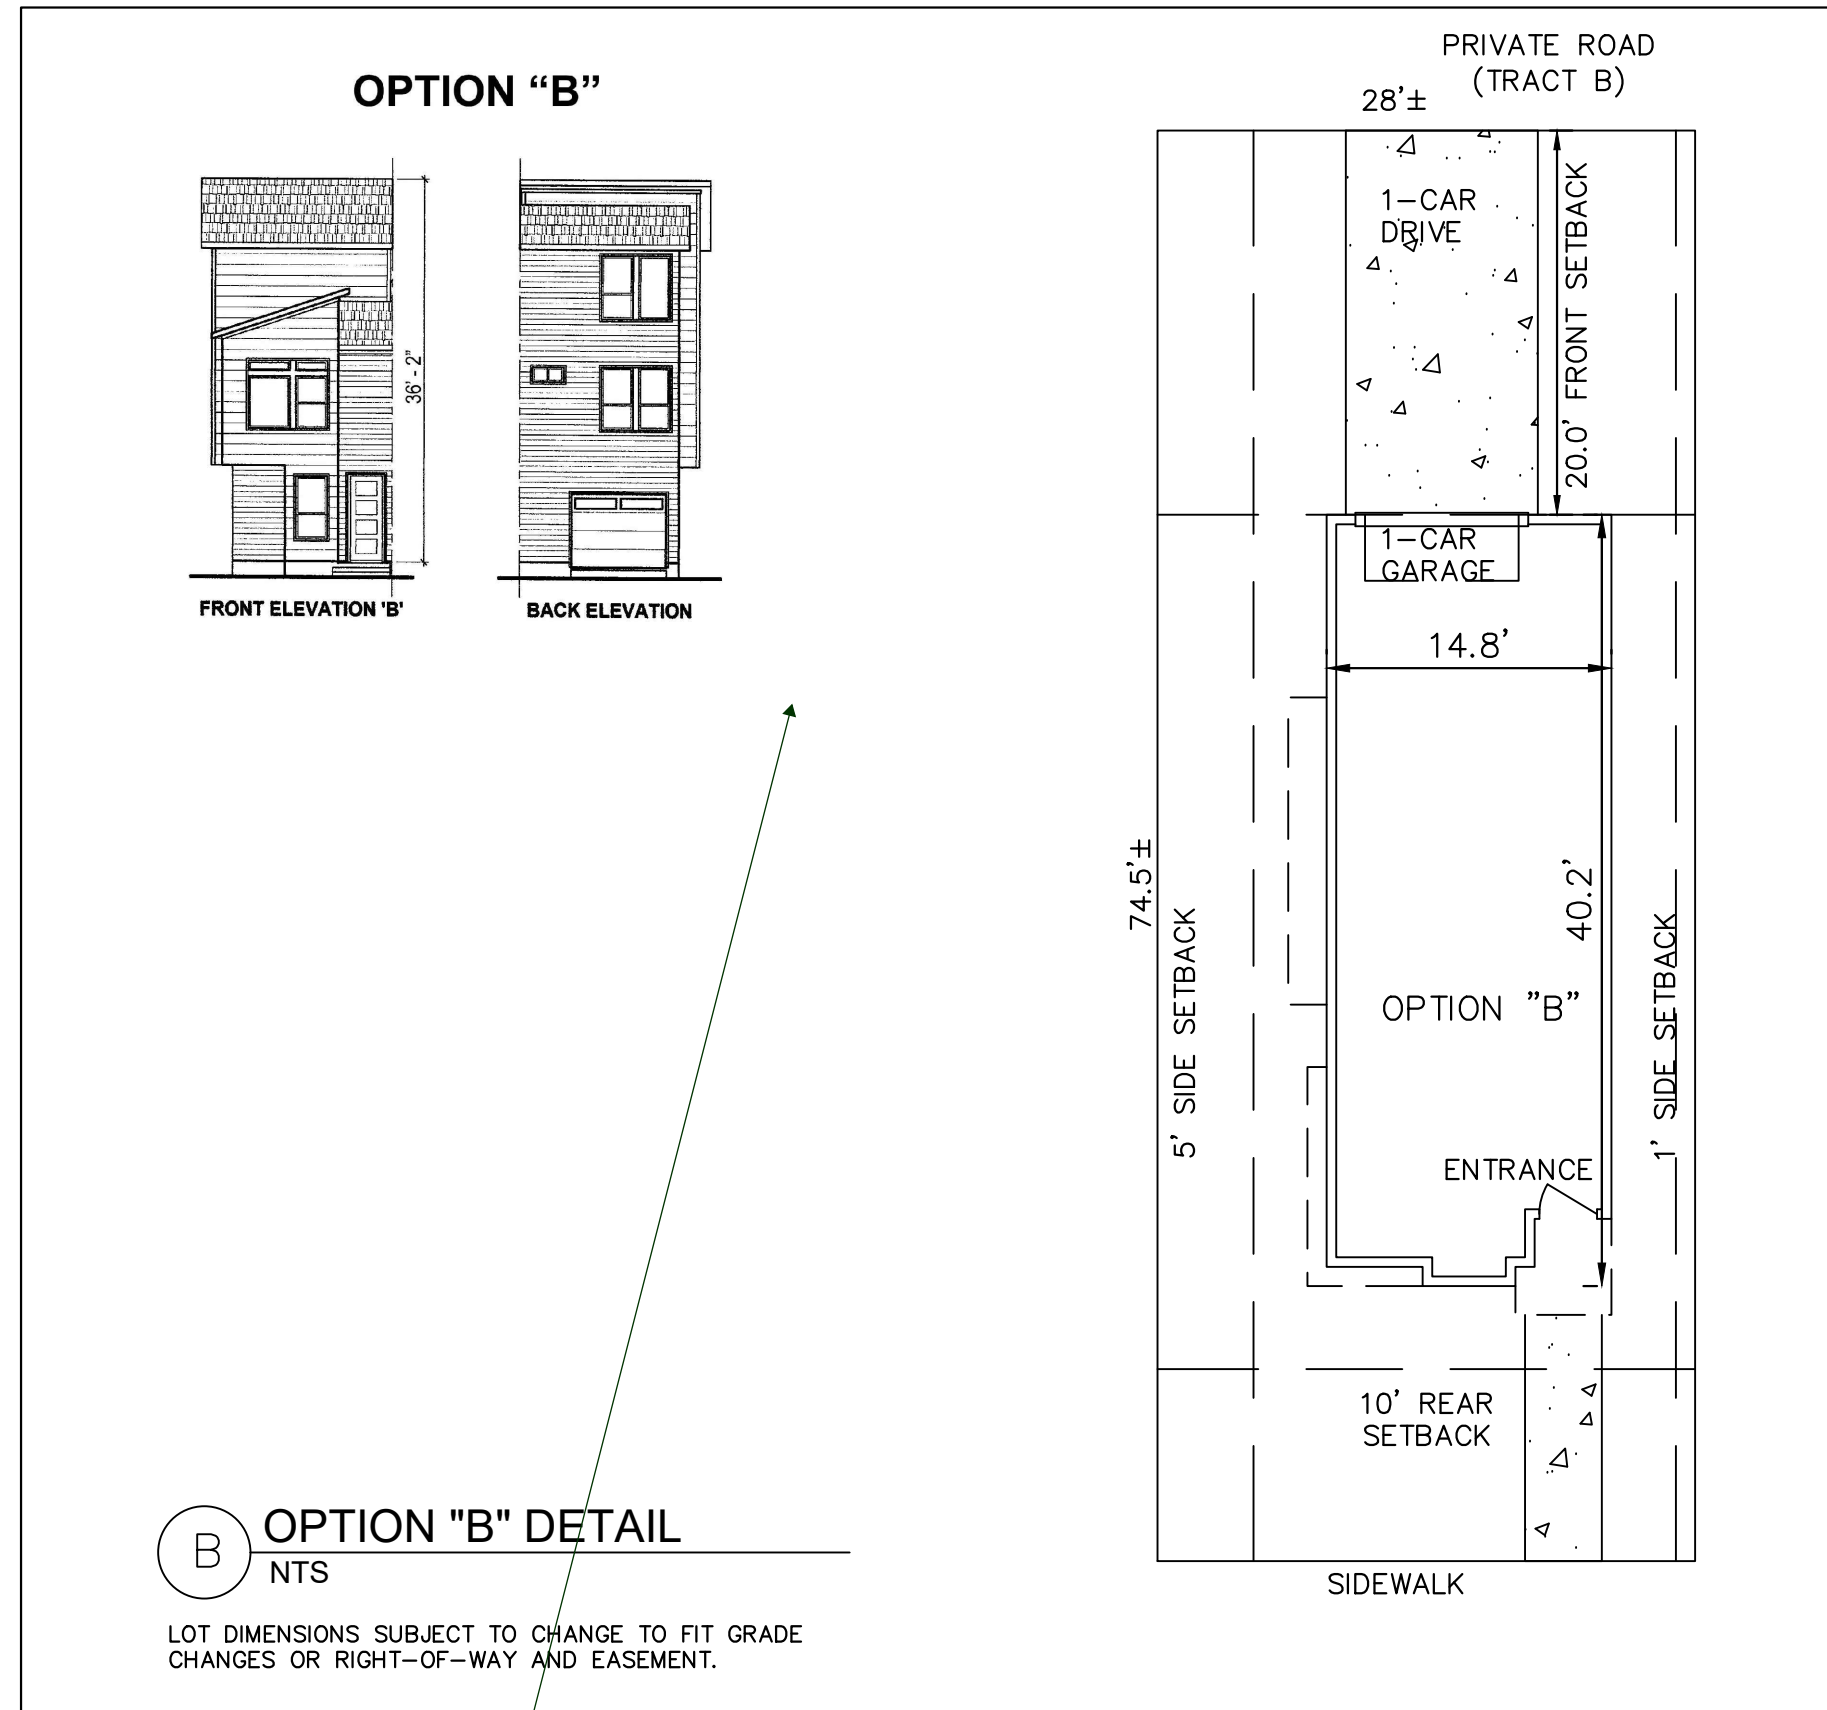 OPTION “B”
36' - 2"
FRONT ELEVATION 'B'
BACK ELEVATION
B
OPTION "B" DETAIL
NTS
LOT DIMENSIONS SUBJECT TO CHANGE TO FIT GRADE
CHANGES OR RIGHT-OF-WAY AND EASEMENT.
PRIVATE ROAD
(TRACT B)
28'±
1-CAR
DRIVE
20.0' FRONT SETBACK
1-CAR
GARAGE
14.8'
74.5'±
40.2'
5' SIDE SETBACK
1' SIDE SETBACK
OPTION "B"
ENTRANCE
10' REAR
SETBACK
SIDEWALK